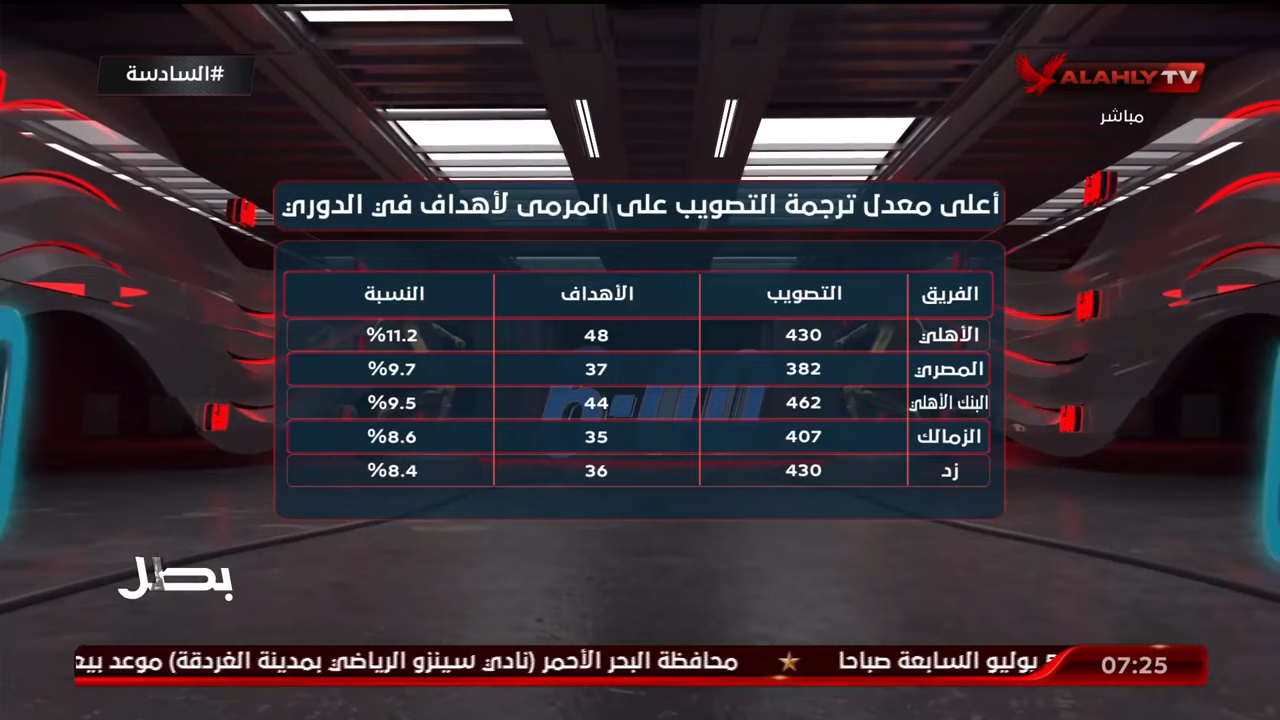 #السادسة
ALAHLY TV
مباشر
أعلى معدل ترجمة التصويب على المرمى لأهداف في الدوري
الفريق التصويب الأهداف النسبة
الأهلي 430 48 %11.2
المصري 382 37 %9.7
البنك الأهلي 462 44 %9.5
الزمالك 407 35 %8.6
زد 430 36 %8.4
07:25
5 يوليو السابعة صباحا ★ محافظة البحر الأحمر (نادي سينزو الرياضي بمدينة الغردقة) موعد